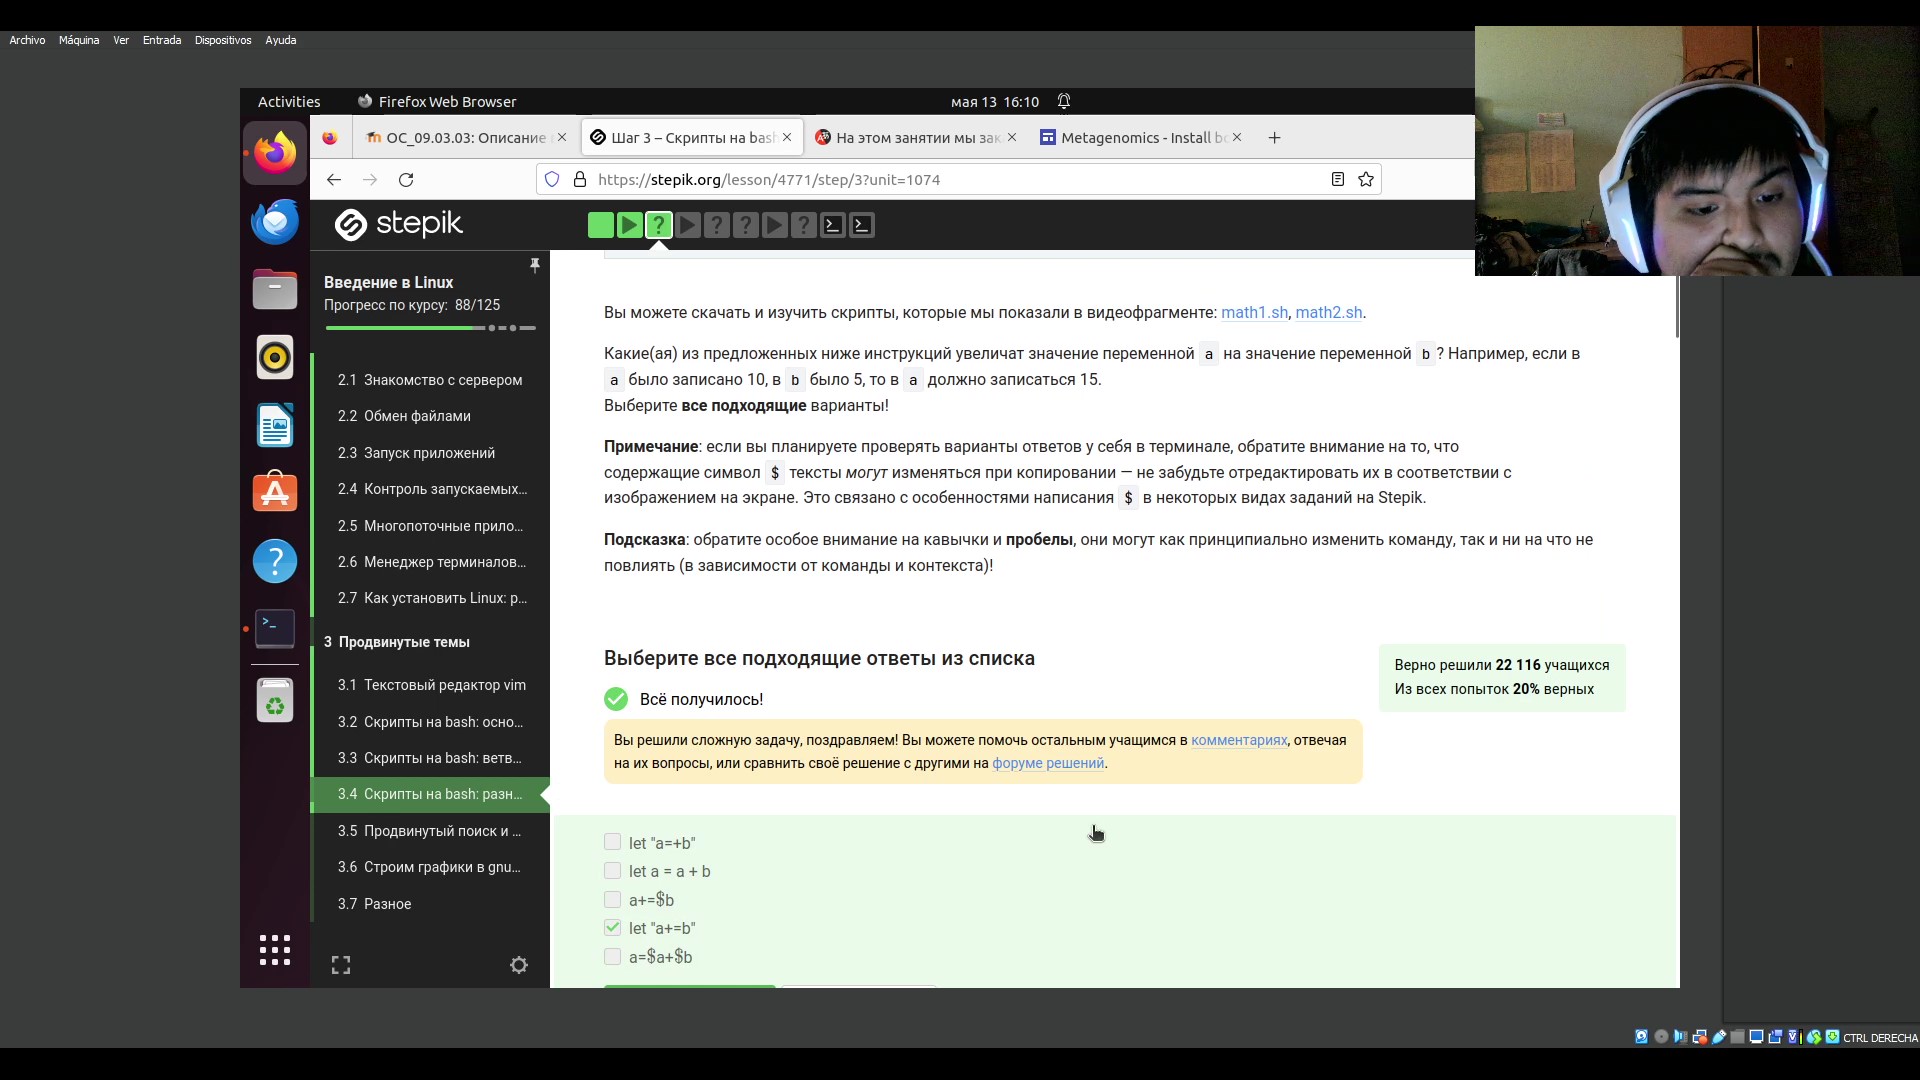 Archivo Máquina Ver Entrada Dispositivos Ayuda
Activities Firefox Web Browser мая 13 16:10
ОС_09.03.03: Описание Шаг 3 – Скрипты на bash На этом занятии мы зак Metagenomics - Install bc
https://stepik.org/lesson/4771/step/3?unit=1074
stepik
Введение в Linux
Прогресс по курсу: 88/125
2.1 Знакомство с сервером
2.2 Обмен файлами
2.3 Запуск приложений
2.4 Контроль запускаемых...
2.5 Многопоточные прило...
2.6 Менеджер терминалов...
2.7 Как установить Linux: р...
3 Продвинутые темы
3.1 Текстовый редактор vim
3.2 Скрипты на bash: осно...
3.3 Скрипты на bash: ветв...
3.4 Скрипты на bash: разн...
3.5 Продвинутый поиск и ...
3.6 Строим графики в gnu...
3.7 Разное
Вы можете скачать и изучить скрипты, которые мы показали в видеофрагменте: math1.sh, math2.sh.
Какие(ая) из предложенных ниже инструкций увеличат значение переменной a на значение переменной b? Например, если в
a было записано 10, в b было 5, то в a должно записаться 15.
Выберите все подходящие варианты!
Примечание: если вы планируете проверять варианты ответов у себя в терминале, обратите внимание на то, что
содержащие символ $ тексты могут изменяться при копировании — не забудьте отредактировать их в соответствии с
изображением на экране. Это связано с особенностями написания $ в некоторых видах заданий на Stepik.
Подсказка: обратите особое внимание на кавычки и пробелы, они могут как принципиально изменить команду, так и ни на что не
повлиять (в зависимости от команды и контекста)!
Выберите все подходящие ответы из списка
Верно решили 22 116 учащихся
Из всех попыток 20% верных
Всё получилось!
Вы решили сложную задачу, поздравляем! Вы можете помочь остальным учащимся в комментариях, отвечая
на их вопросы, или сравнить своё решение с другими на форуме решений.
let "a=+b"
let a = a + b
a+=$b
let "a+=b"
a=$a+$b
CTRL DERECHA